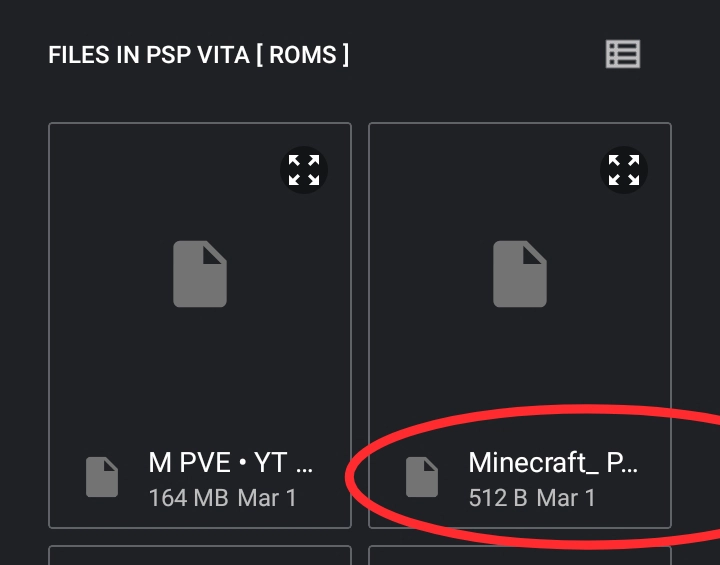 FILES IN PSP VITA [ ROMS ]
M PVE • YT ...
164 MB Mar 1
Minecraft_ P...
512 B Mar 1